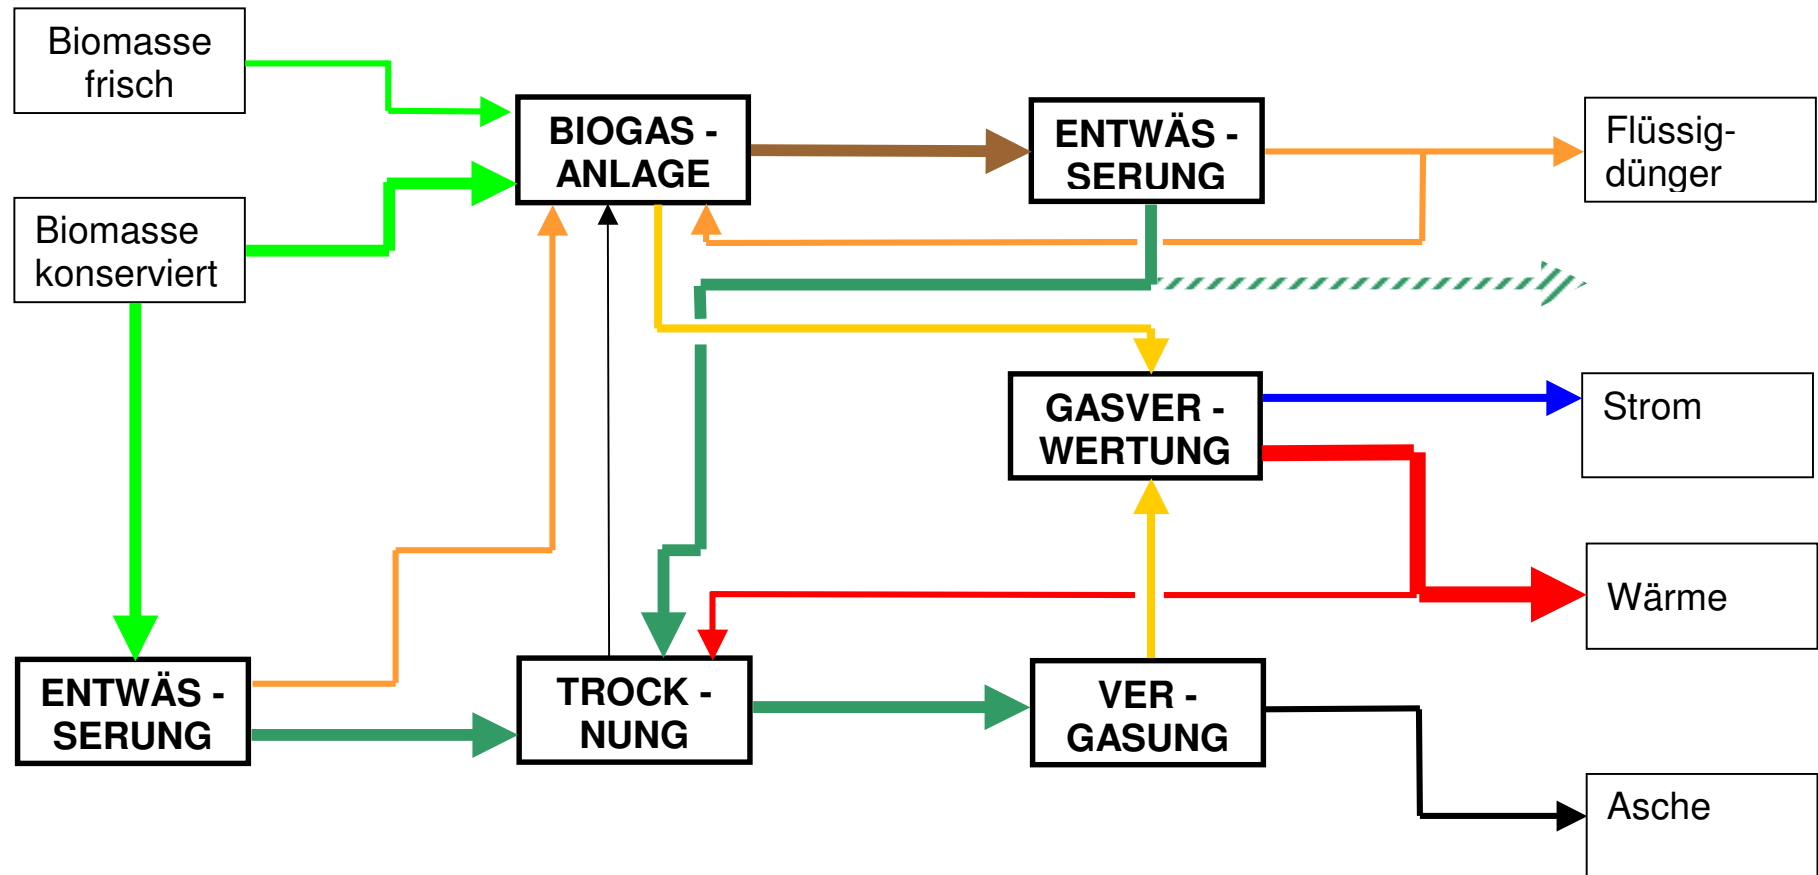 Biomasse
frisch
BIOGAS -
ANLAGE
ENTWÄS -
SERUNG
Flüssig-
dünger
Biomasse
konserviert
GASVER -
WERTUNG
Strom
Wärme
ENTWÄS -
SERUNG
TROCK -
NUNG
VER -
GASUNG
Asche